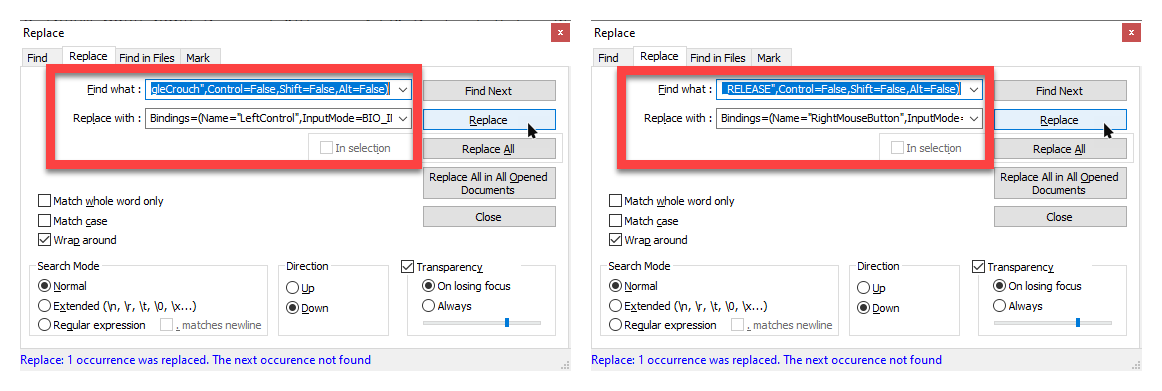 Replace
x
Find
Replace
Find in Files
Mark
Find what :
gleCrouch",Control=False,Shift=False,Alt=False)
Find Next
Replace with :
Bindings=(Name="LeftControl",InputMode=BIO_II
Replace
In selection
Replace All
Replace All in All Opened
Documents
Match whole word only
Close
Match case
Wrap around
Search Mode
Direction
Transparency
Normal
Up
On losing focus
Extended (\n, \r, \t, \0, \x...)
Down
Always
Regular expression
. matches newline
Replace: 1 occurrence was replaced. The next occurence not found
Replace
x
Find
Replace
Find in Files
Mark
Find what :
_RELEASE",Control=False,Shift=False,Alt=False)
Find Next
Replace with :
Bindings=(Name="RightMouseButton",InputMode=
Replace
In selection
Replace All
Replace All in All Opened
Documents
Match whole word only
Close
Match case
Wrap around
Search Mode
Direction
Transparency
Normal
Up
On losing focus
Extended (\n, \r, \t, \0, \x...)
Down
Always
Regular expression
. matches newline
Replace: 1 occurrence was replaced. The next occurence not found